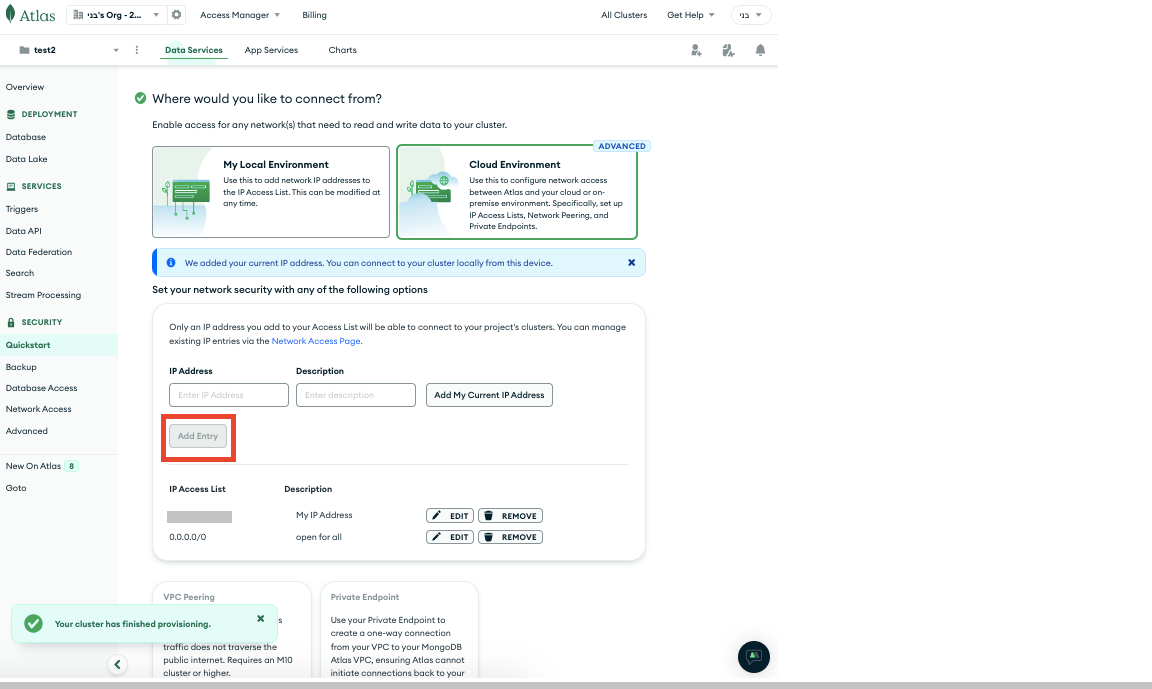 Atlas
בני's Org - 2...
Access Manager
Billing
All Clusters
Get Help
בני
test2
Data Services
App Services
Charts
Overview
DEPLOYMENT
Database
Data Lake
SERVICES
Triggers
Data API
Data Federation
Search
Stream Processing
SECURITY
Quickstart
Backup
Database Access
Network Access
Advanced
New On Atlas 8
Goto
Where would you like to connect from?
Enable access for any network(s) that need to read and write data to your cluster.
My Local Environment
Use this to add network IP addresses to
the IP Access List. This can be modified at
any time.
ADVANCED
Cloud Environment
Use this to configure network access
between Atlas and your cloud or on-
premise environment. Specifically, set up
IP Access Lists, Network Peering, and
Private Endpoints.
We added your current IP address. You can connect to your cluster locally from this device.
Set your network security with any of the following options
Only an IP address you add to your Access List will be able to connect to your project's clusters. You can manage
existing IP entries via the Network Access Page.
IP Address
Description
Enter IP Address
Enter description
Add My Current IP Address
Add Entry
IP Access List
Description
My IP Address
EDIT
REMOVE
0.0.0.0/0
open for all
EDIT
REMOVE
VPC Peering
traffic does not traverse the
public internet. Requires an M10
cluster or higher.
Private Endpoint
Use your Private Endpoint to
create a one-way connection
from your VPC to your MongoDB
Atlas VPC, ensuring Atlas cannot
initiate connections back to your
Your cluster has finished provisioning.